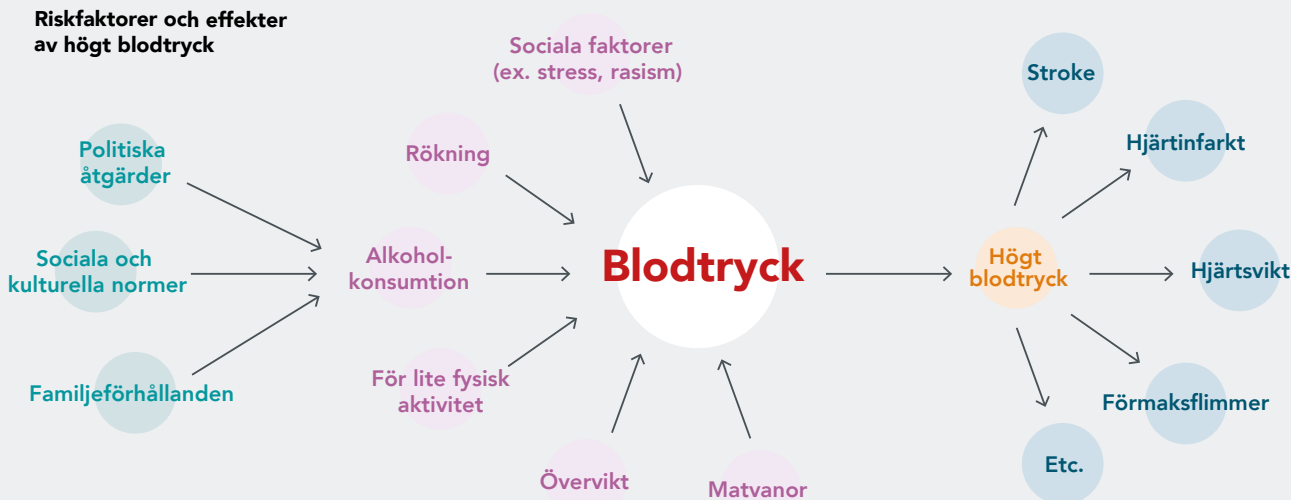 Riskfaktorer och effekter
av högt blodtryck
Sociala faktorer
(ex. stress, rasism)
Stroke
Politiska
åtgärder
Rökning
Hjärtinfarkt
Sociala och
kulturella normer
Alkohol-
konsumtion
Blodtryck
Högt
blodtryck
Hjärtsvikt
Familjeförhållanden
För lite fysisk
aktivitet
Förmaksflimmer
Övervikt
Matvanor
Etc.